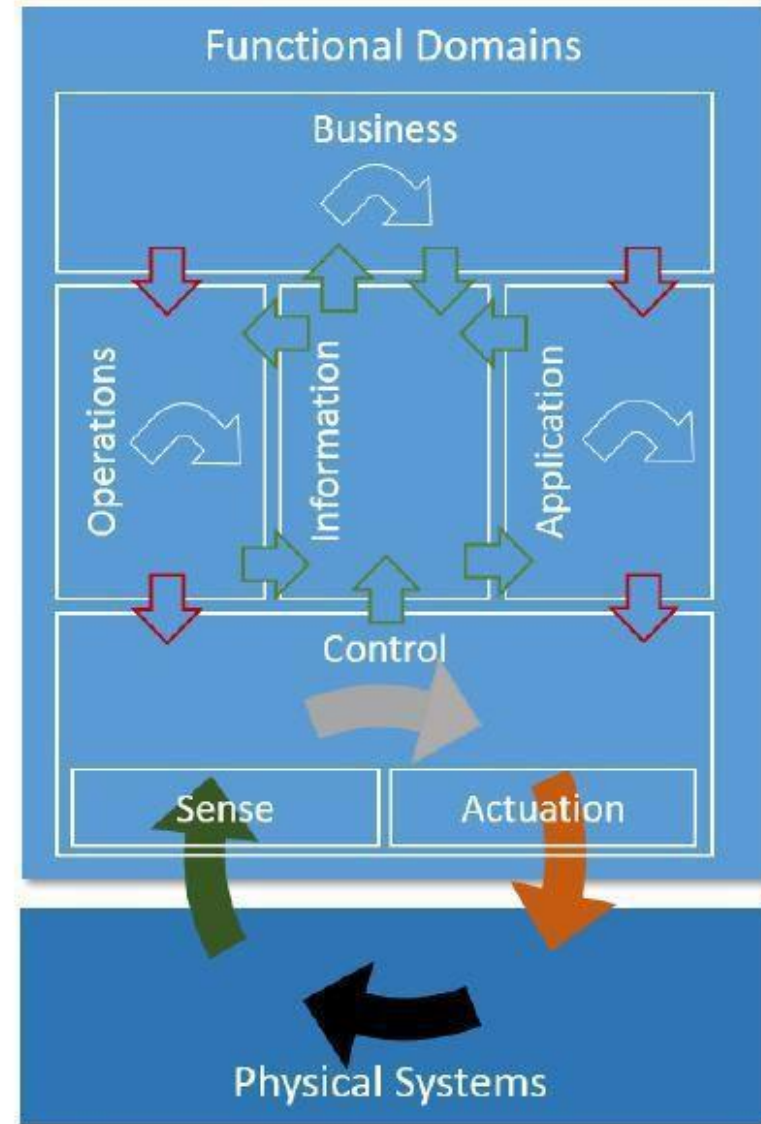 Functional Domains
Business
Operations
Information
Application
Control
Sense
Actuation
Physical Systems